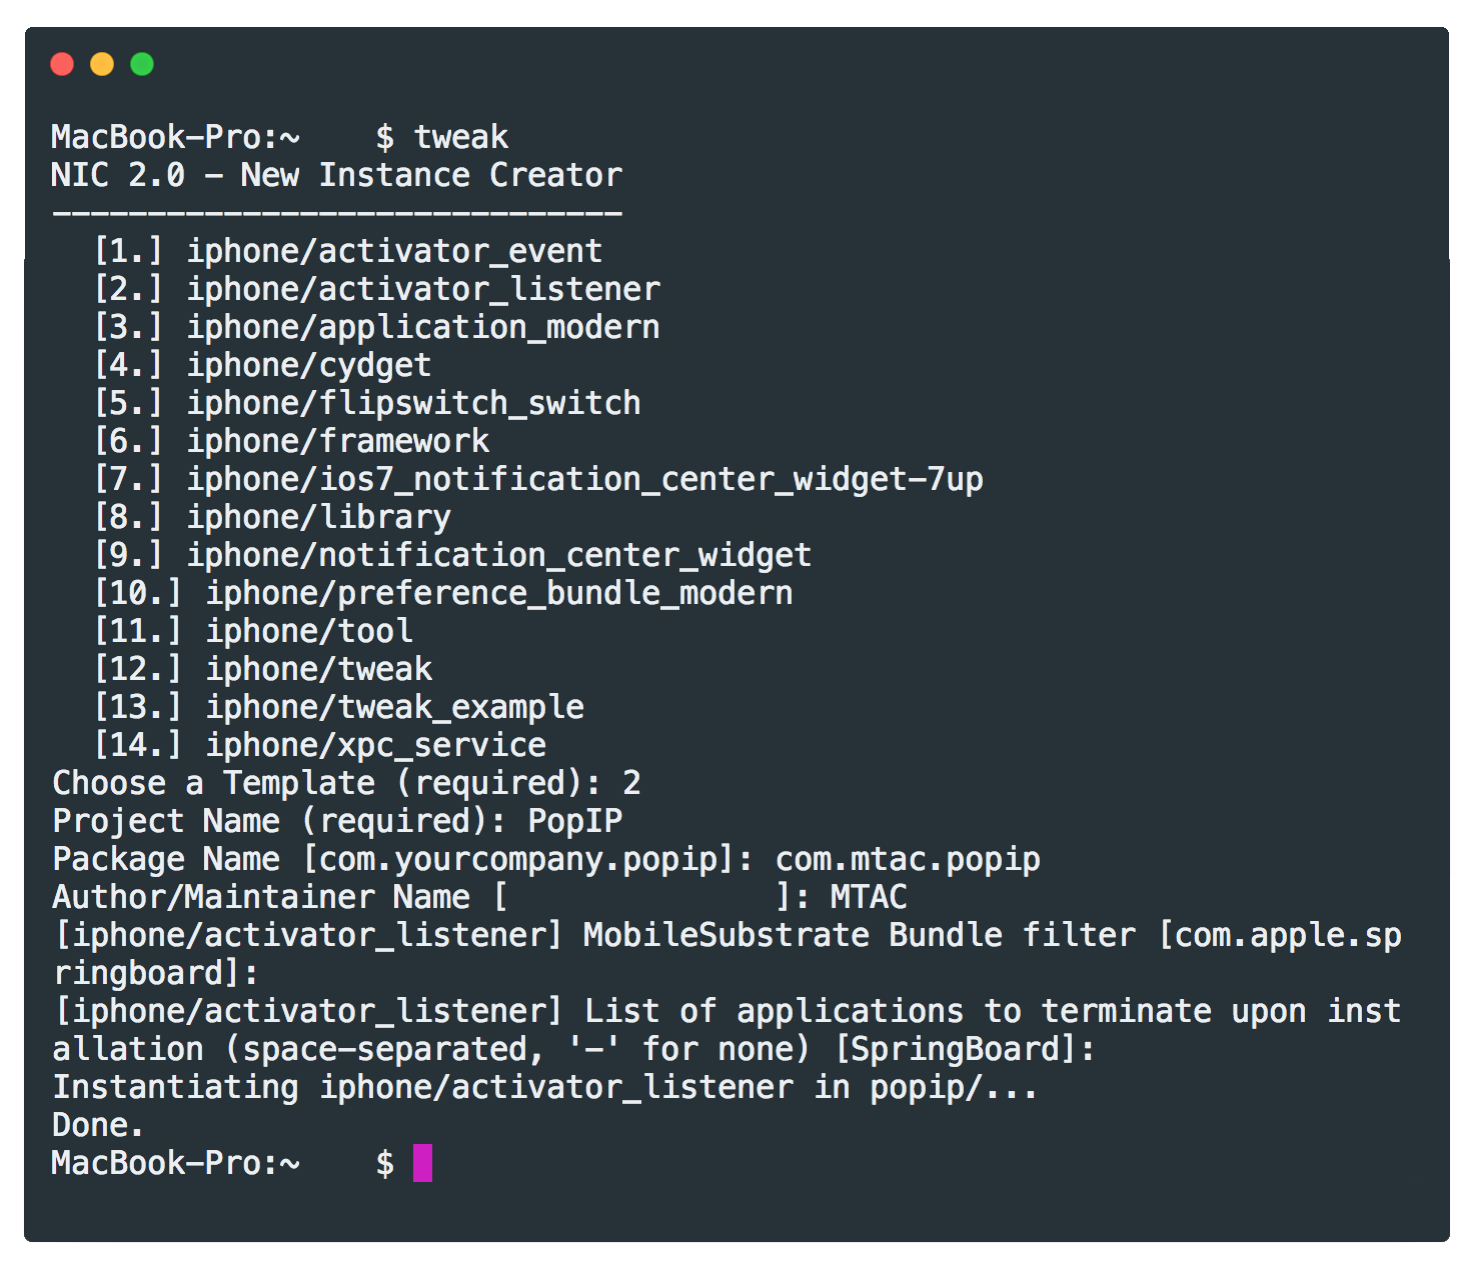 MacBook-Pro:~    $ tweak
NIC 2.0 - New Instance Creator
------------------------------
  [1.] iphone/activator_event
  [2.] iphone/activator_listener
  [3.] iphone/application_modern
  [4.] iphone/cydget
  [5.] iphone/flipswitch_switch
  [6.] iphone/framework
  [7.] iphone/ios7_notification_center_widget-7up
  [8.] iphone/library
  [9.] iphone/notification_center_widget
  [10.] iphone/preference_bundle_modern
  [11.] iphone/tool
  [12.] iphone/tweak
  [13.] iphone/tweak_example
  [14.] iphone/xpc_service
Choose a Template (required): 2
Project Name (required): PopIP
Package Name [com.yourcompany.popip]: com.mtac.popip
Author/Maintainer Name [              ]: MTAC
[iphone/activator_listener] MobileSubstrate Bundle filter [com.apple.sp
ringboard]:
[iphone/activator_listener] List of applications to terminate upon inst
allation (space-separated, '-' for none) [SpringBoard]:
Instantiating iphone/activator_listener in popip/...
Done.
MacBook-Pro:~    $